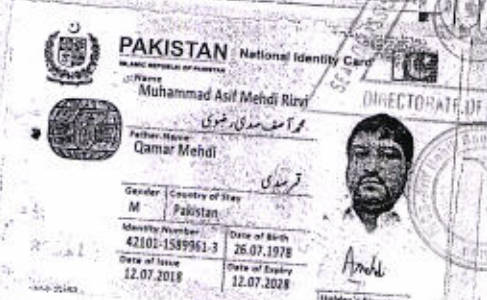 PAKISTAN National Identity Card
ISLAMIC REPUBLIC OF PAKISTAN
DIRECTORATE OF
Name
Muhammad Asif Mehdi Rizvi
محمد آصف مہدی رضوی
Father Name
Qamar Mehdi
قمر مہدی
Gender Country of Stay
M Pakistan
Identity Number Date of Birth
42101-1589961-3 26.07.1978
Date of Issue Date of Expiry
12.07.2018 12.07.2028